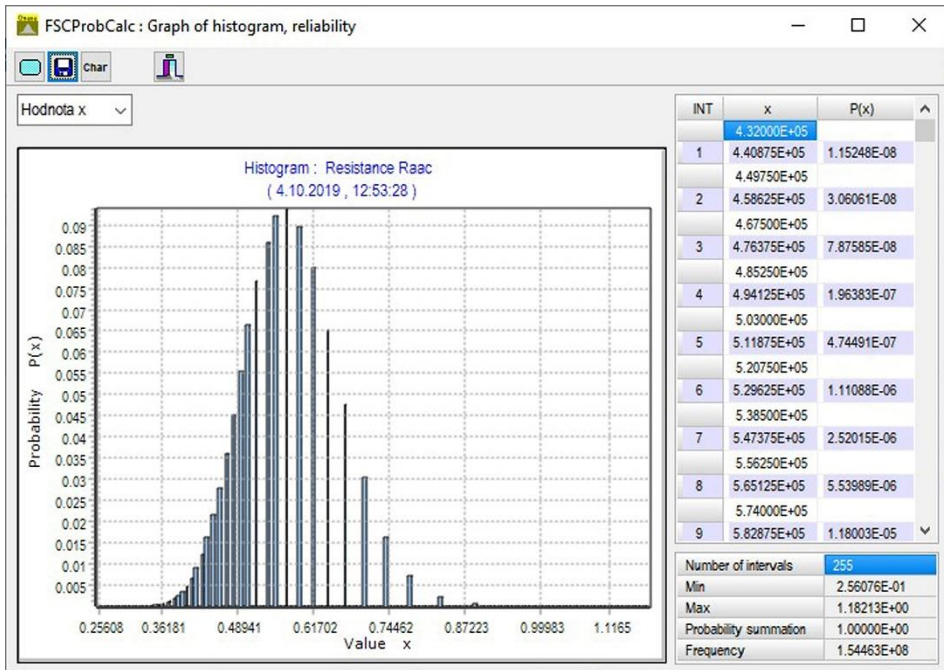 FSCProbCalc : Graph of histogram, reliability
Char
Hodnota x
Histogram : Resistance Raac
( 4.10.2019 , 12:53:28 )
Probability P(x)
0.09
0.085
0.08
0.075
0.07
0.065
0.06
0.055
0.05
0.045
0.04
0.035
0.03
0.025
0.02
0.015
0.01
0.005
0.25608 0.36181 0.48941 0.61702 0.74462 0.87223 0.99983 1.1165
Value x
INT x P(x)
4.32000E+05
1 4.40875E+05 1.15248E-08
4.49750E+05
2 4.58625E+05 3.06061E-08
4.67500E+05
3 4.76375E+05 7.87585E-08
4.85250E+05
4 4.94125E+05 1.96383E-07
5.03000E+05
5 5.11875E+05 4.74491E-07
5.20750E+05
6 5.29625E+05 1.11088E-06
5.38500E+05
7 5.47375E+05 2.52015E-06
5.56250E+05
8 5.65125E+05 5.53989E-06
5.74000E+05
9 5.82875E+05 1.18003E-05
Number of intervals 255
Min 2.56076E-01
Max 1.18213E+00
Probability summation 1.00000E+00
Frequency 1.54463E+08